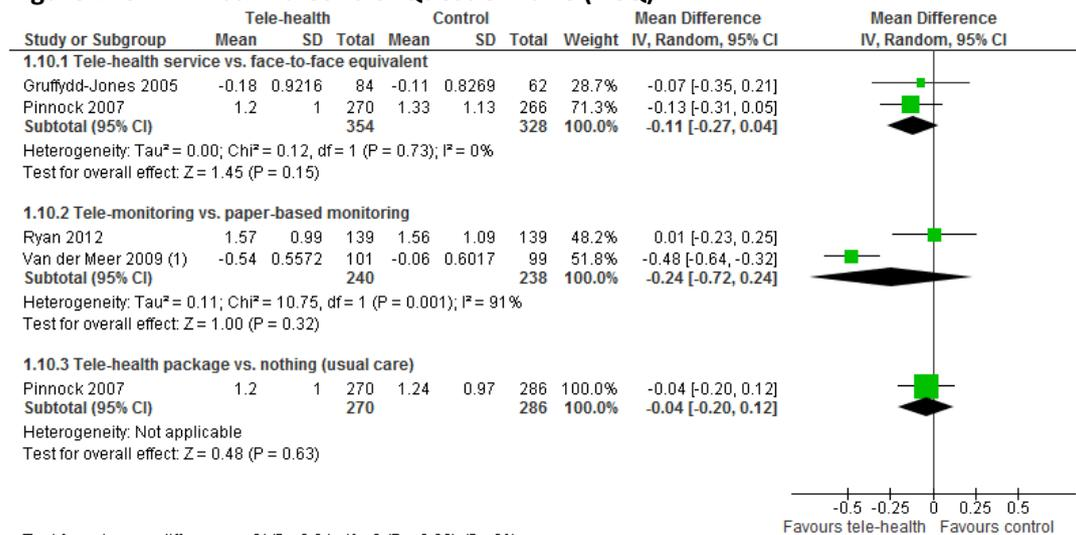 Tele-health Control Mean Difference Mean Difference
Study or Subgroup Mean SD Total Mean SD Total Weight IV, Random, 95% CI IV, Random, 95% CI
1.10.1 Tele-health service vs. face-to-face equivalent
Gruffydd-Jones 2005 -0.18 0.9216 84 -0.11 0.8269 62 28.7% -0.07 [-0.35, 0.21]
Pinnock 2007 1.2 1 270 1.33 1.13 266 71.3% -0.13 [-0.31, 0.05]
Subtotal (95% CI) 354 328 100.0% -0.11 [-0.27, 0.04]
Heterogeneity: Tau² = 0.00; Chi² = 0.12, df = 1 (P = 0.73); I² = 0%
Test for overall effect: Z = 1.45 (P = 0.15)
1.10.2 Tele-monitoring vs. paper-based monitoring
Ryan 2012 1.57 0.99 139 1.56 1.09 139 48.2% 0.01 [-0.23, 0.25]
Van der Meer 2009 (1) -0.54 0.5572 101 -0.06 0.6017 99 51.8% -0.48 [-0.64, -0.32]
Subtotal (95% CI) 240 238 100.0% -0.24 [-0.72, 0.24]
Heterogeneity: Tau² = 0.11; Chi² = 10.75, df = 1 (P = 0.001); I² = 91%
Test for overall effect: Z = 1.00 (P = 0.32)
1.10.3 Tele-health package vs. nothing (usual care)
Pinnock 2007 1.2 1 270 1.24 0.97 286 100.0% -0.04 [-0.20, 0.12]
Subtotal (95% CI) 270 286 100.0% -0.04 [-0.20, 0.12]
Heterogeneity: Not applicable
Test for overall effect: Z = 0.48 (P = 0.63)
-0.5 -0.25 0 0.25 0.5
Favours tele-health Favours control